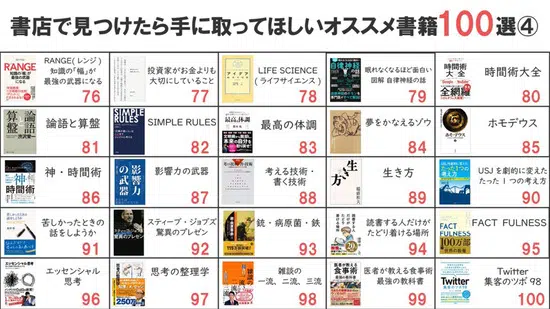 書店で見つけたら手に取ってほしいオススメ書籍100選④
RANGE(レンジ)
知識の「幅」が
最強の武器になる
76
投資家がお金よりも
大切にしていること
77
LIFE SCIENCE
(ライフサイエンス)
78
眠れなくなるほど面白い
図解 自律神経の話
79
時間術大全
80
論語と算盤
81
SIMPLE RULES
82
最高の体調
83
夢をかなえるゾウ
84
ホモデウス
85
神・時間術
86
影響力の武器
87
考える技術・
書く技術
88
生き方
89
USJを劇的に変えた
たった1つの考え方
90
苦しかったときの
話をしようか
91
スティーブ・ジョブズ
驚異のプレゼン
92
銃・病原菌・鉄
93
読書する人だけが
たどり着ける場所
94
FACT FULNESS
95
エッセンシャル
思考
96
思考の整理学
97
雑談の
一流、二流、三流
98
医者が教える食事術
最強の教科書
99
Twitter
集客のツボ98
100